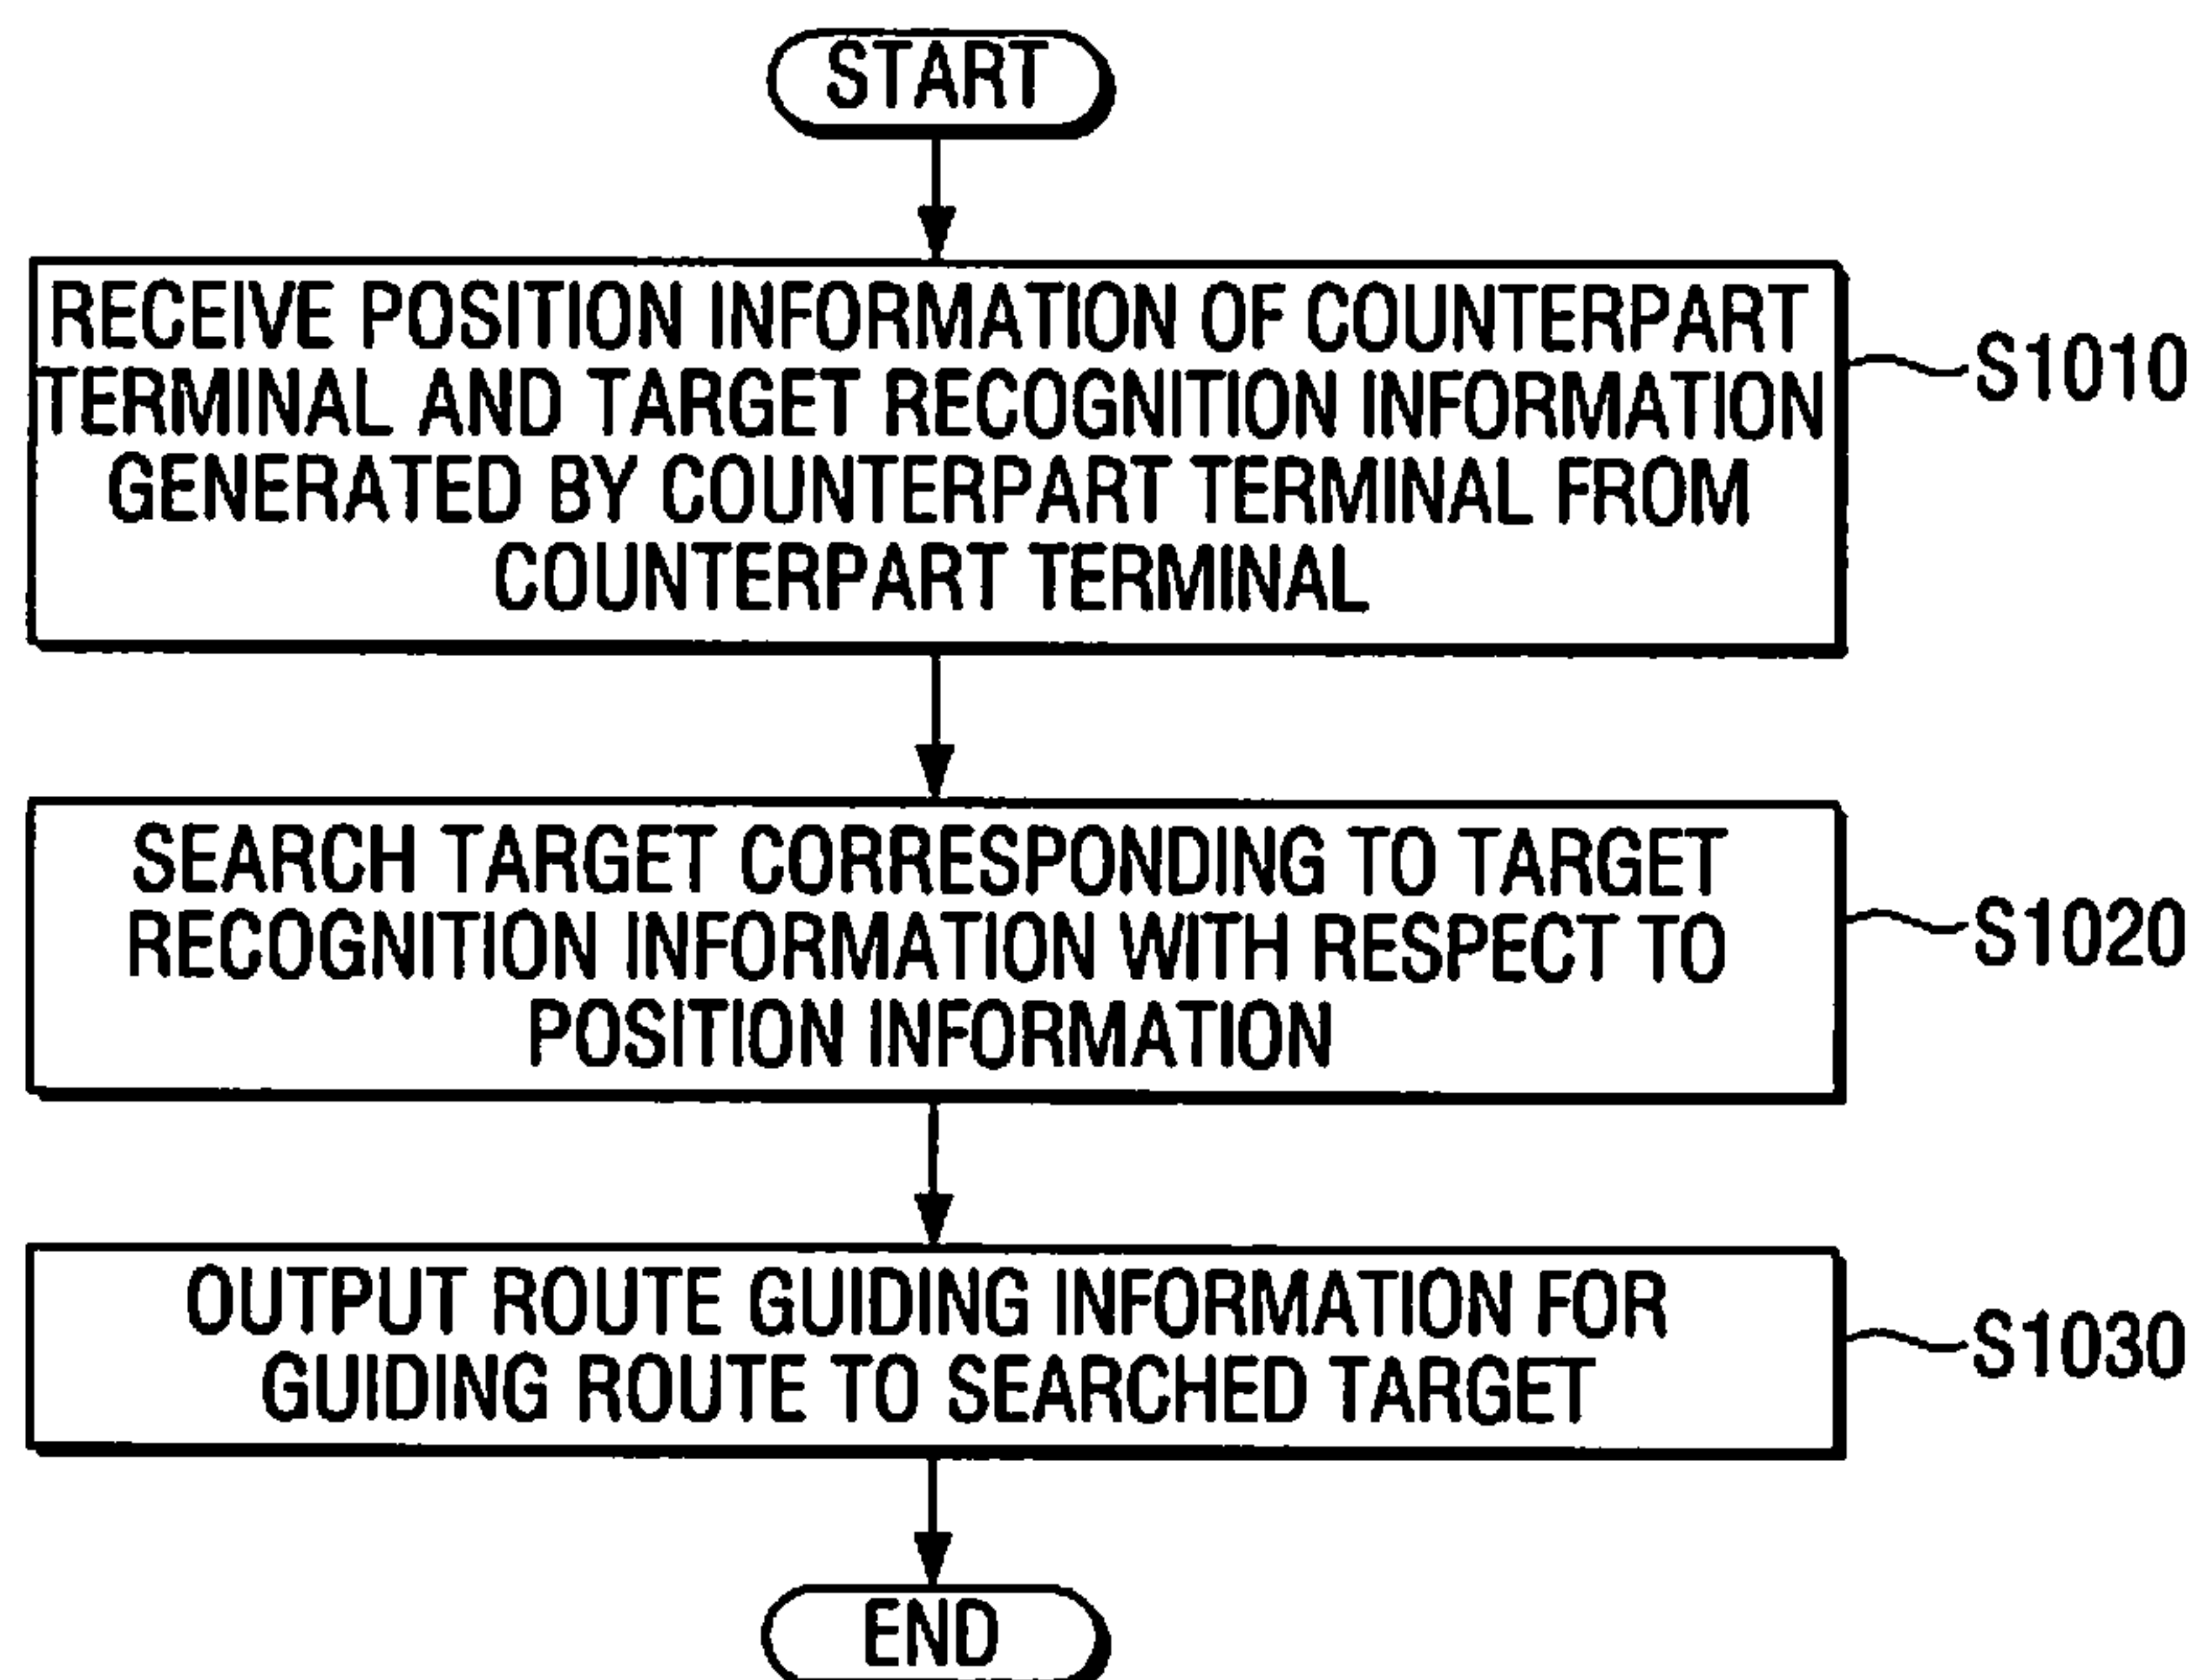 START
RECEIVE POSITION INFORMATION OF COUNTERPART
TERMINAL AND TARGET RECOGNITION INFORMATION
GENERATED BY COUNTERPART TERMINAL FROM
COUNTERPART TERMINAL
S1010
SEARCH TARGET CORRESPONDING TO TARGET
RECOGNITION INFORMATION WITH RESPECT TO
POSITION INFORMATION
S1020
OUTPUT ROUTE GUIDING INFORMATION FOR
GUIDING ROUTE TO SEARCHED TARGET
S1030
END